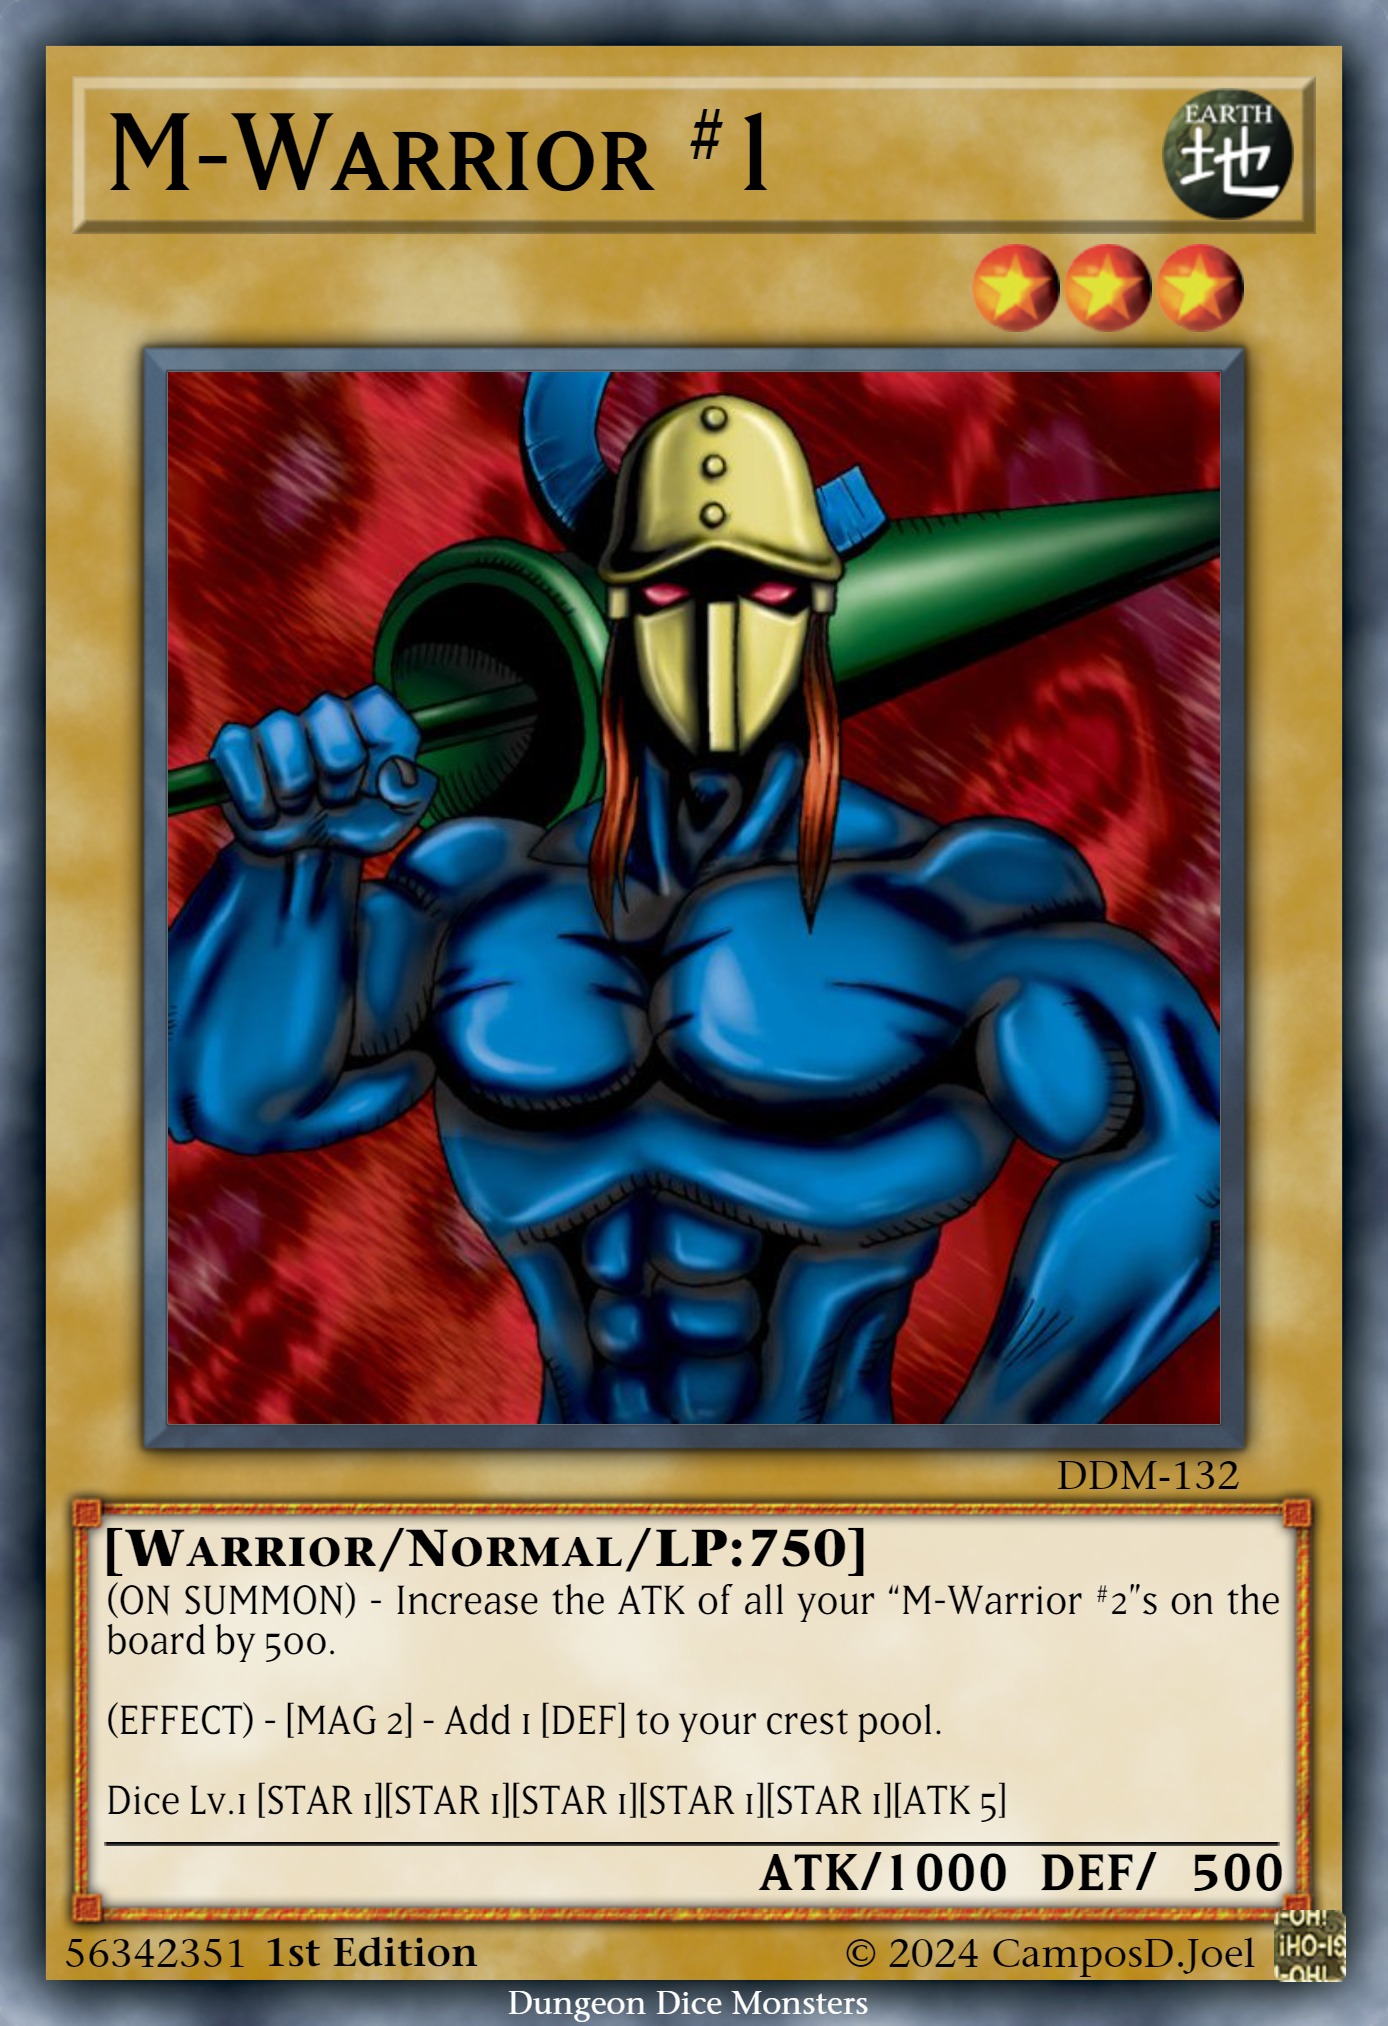 M-Warrior #1
EARTH
地
DDM-132
[Warrior/Normal/LP:750]
(ON SUMMON) - Increase the ATK of all your “M-Warrior #2"s on the
board by 500.
(EFFECT) - [MAG 2] - Add 1 [DEF] to your crest pool.
Dice Lv.1 [STAR 1][STAR 1][STAR 1][STAR 1][STAR 1][ATK 5]
ATK/1000 DEF/ 500
56342351 1st Edition
© 2024 CamposD.Joel
Dungeon Dice Monsters